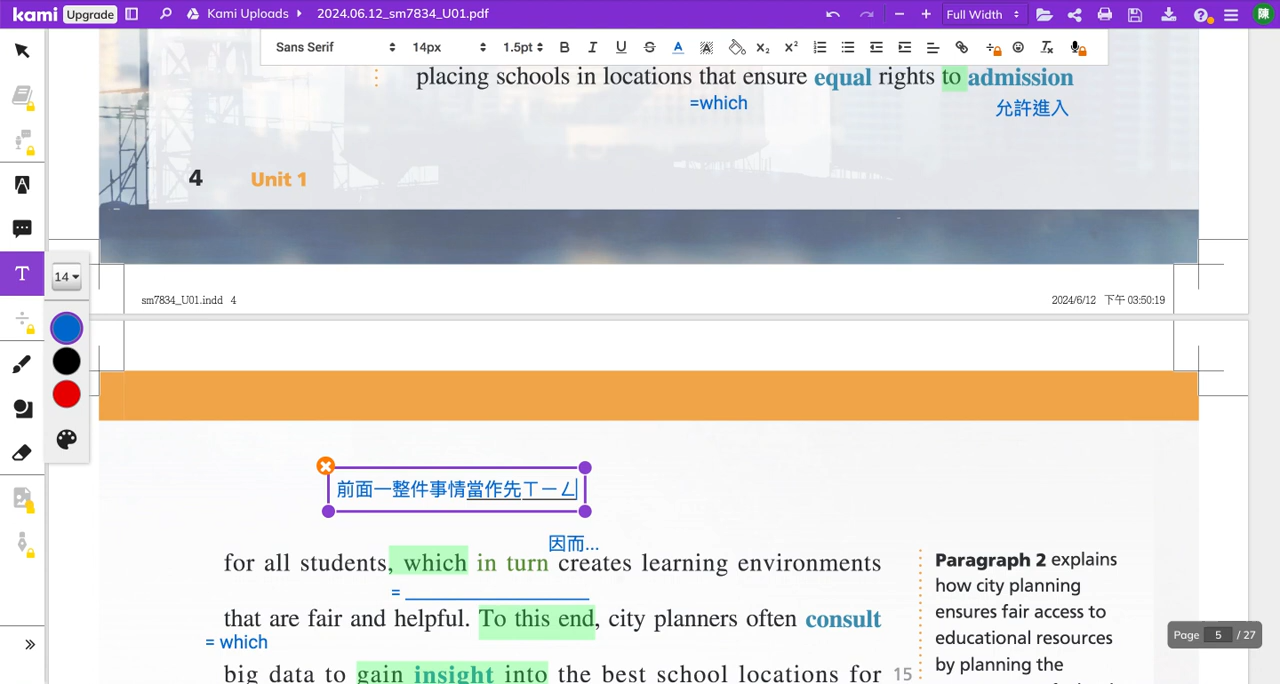 kami Upgrade Kami Uploads 2024.06.12_sm7834_U01.pdf Full Width 陳
Sans Serif 14px 1.5pt B I U S A X₂ X²
placing schools in locations that ensure equal rights to admission
=which 允許進入
4 Unit 1
T 14
sm7834_U01.indd 4 2024/6/12 下午 03:50:19
前面一整件事情當作先ㄒㄧㄥ
因而...
for all students, which in turn creates learning environments
=
that are fair and helpful. To this end, city planners often consult
= which
big data to gain insight into the best school locations for 15
Paragraph 2 explains
how city planning
ensures fair access to
educational resources
by planning the
Page 5 / 27